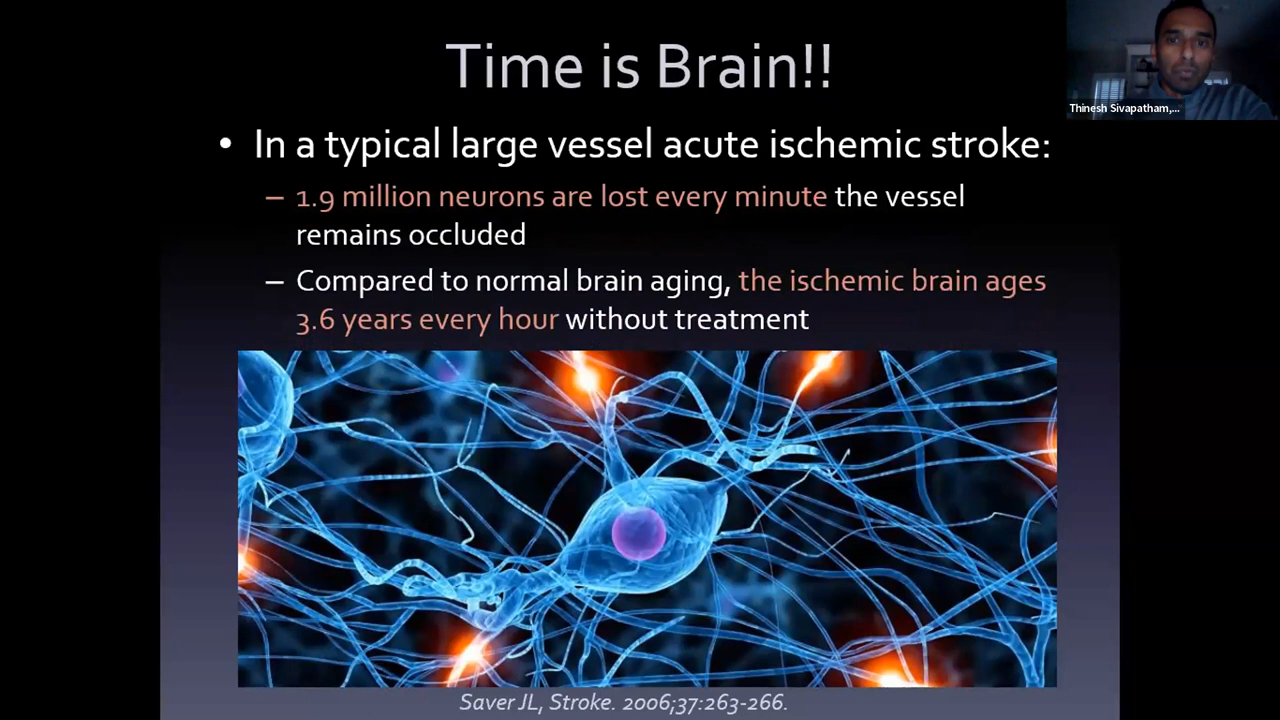 Time is Brain!!
Thinesh Sivapatham,...
• In a typical large vessel acute ischemic stroke:
– 1.9 million neurons are lost every minute the vessel
remains occluded
– Compared to normal brain aging, the ischemic brain ages
3.6 years every hour without treatment
Saver JL, Stroke. 2006;37:263-266.